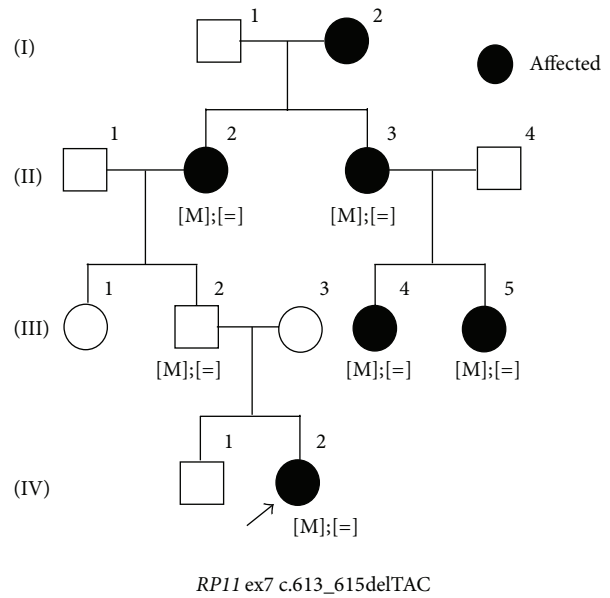 (I) 1 2 Affected
(II) 1 2 3 4
[M];[=] [M];[=]
(III) 1 2 3 4 5
[M];[=] [M];[=] [M];[=]
(IV) 1 2
[M];[=]
RP11 ex7 c.613_615delTAC